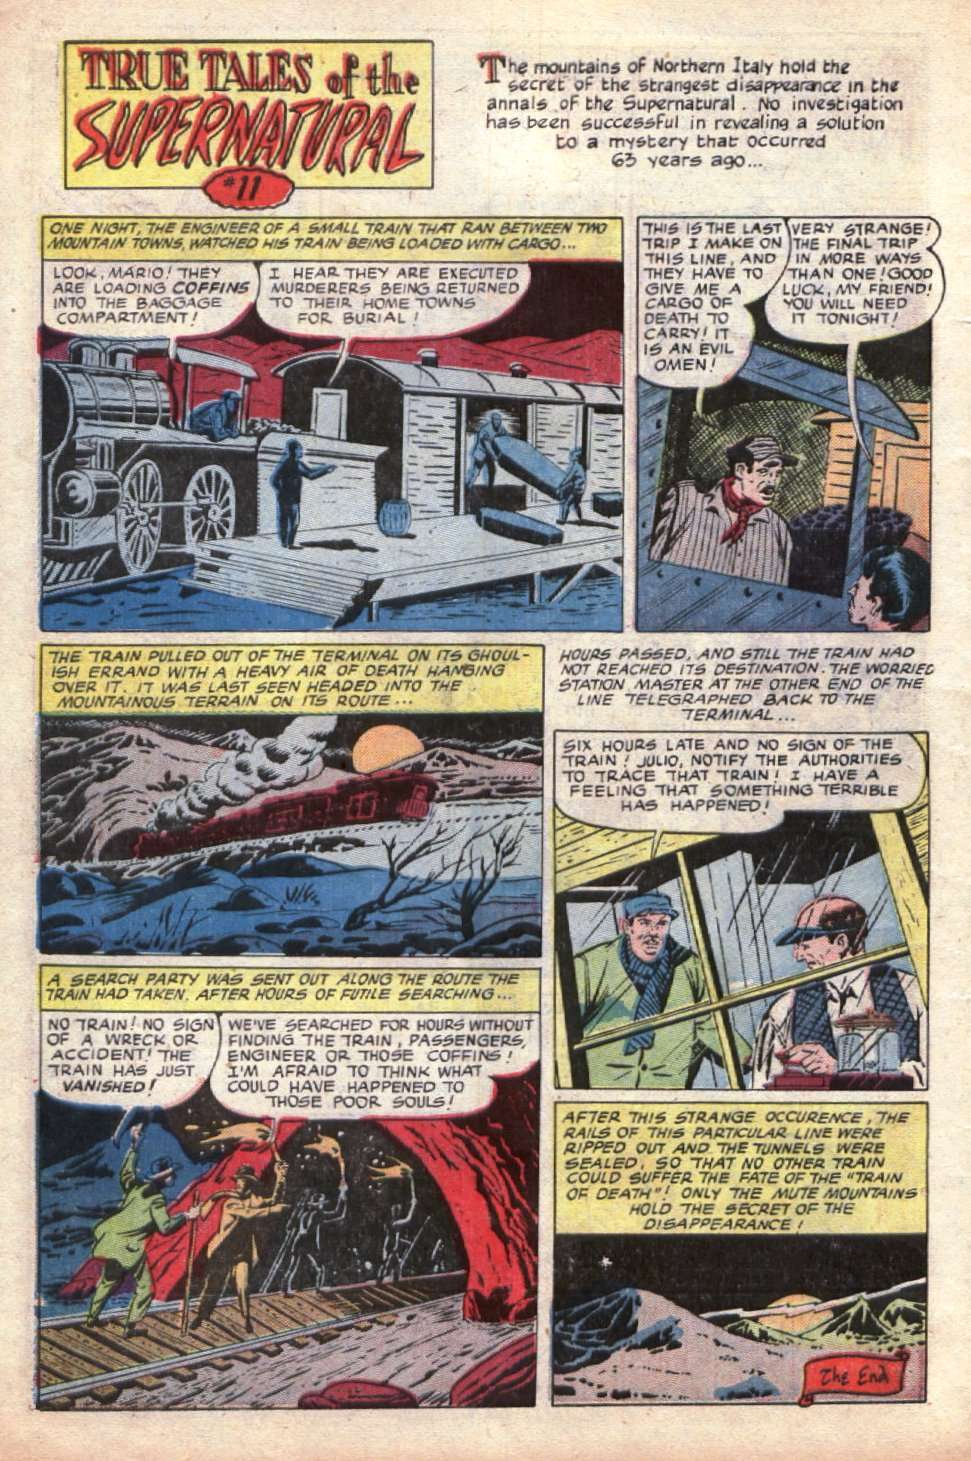 TRUE TALES of the
SUPERNATURAL
#11
The mountains of Northern Italy hold the
secret of the strangest disappearance in the
annals of the Supernatural. No investigation
has been successful in revealing a solution
to a mystery that occurred
63 years ago...
ONE NIGHT, THE ENGINEER OF A SMALL TRAIN THAT RAN BETWEEN TWO
MOUNTAIN TOWNS, WATCHED HIS TRAIN BEING LOADED WITH CARGO...
LOOK, MARIO! THEY
ARE LOADING COFFINS
INTO THE BAGGAGE
COMPARTMENT!
I HEAR THEY ARE EXECUTED
MURDERERS BEING RETURNED
TO THEIR HOME TOWNS
FOR BURIAL!
THIS IS THE LAST
TRIP I MAKE ON
THIS LINE, AND
THEY HAVE TO
GIVE ME A
CARGO OF
DEATH TO
CARRY! IT
IS AN EVIL
OMEN!
VERY STRANGE!
THE FINAL TRIP
IN MORE WAYS
THAN ONE! GOOD
LUCK, MY FRIEND!
YOU WILL NEED
IT TONIGHT!
THE TRAIN PULLED OUT OF THE TERMINAL ON ITS GHOUL-
ISH ERRAND WITH A HEAVY AIR OF DEATH HANGING
OVER IT. IT WAS LAST SEEN HEADED INTO THE
MOUNTAINOUS TERRAIN ON ITS ROUTE...
HOURS PASSED, AND STILL THE TRAIN HAD
NOT REACHED ITS DESTINATION. THE WORRIED
STATION MASTER AT THE OTHER END OF THE
LINE TELEGRAPHED BACK TO THE
TERMINAL...
SIX HOURS LATE AND NO SIGN OF THE
TRAIN! JULIO, NOTIFY THE AUTHORITIES
TO TRACE THAT TRAIN! I HAVE A
FEELING THAT SOMETHING TERRIBLE
HAS HAPPENED!
A SEARCH PARTY WAS SENT OUT ALONG THE ROUTE THE
TRAIN HAD TAKEN. AFTER HOURS OF FUTILE SEARCHING...
NO TRAIN! NO SIGN
OF A WRECK OR
ACCIDENT! THE
TRAIN HAS JUST
VANISHED!
WE'VE SEARCHED FOR HOURS WITHOUT
FINDING THE TRAIN, PASSENGERS,
ENGINEER OR THOSE COFFINS!
I'M AFRAID TO THINK WHAT
COULD HAVE HAPPENED TO
THOSE POOR SOULS!
AFTER THIS STRANGE OCCURENCE, THE
RAILS OF THIS PARTICULAR LINE WERE
RIPPED OUT AND THE TUNNELS WERE
SEALED, SO THAT NO OTHER TRAIN
COULD SUFFER THE FATE OF THE "TRAIN
OF DEATH"! ONLY THE MUTE MOUNTAINS
HOLD THE SECRET OF THE
DISAPPEARANCE!
The End